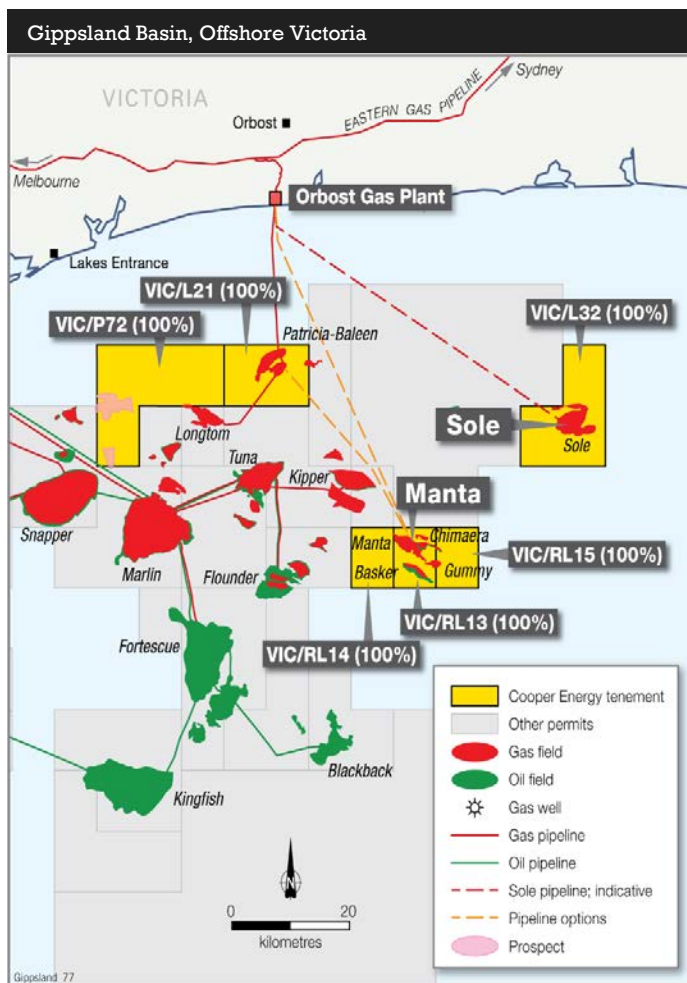 Gippsland Basin, Offshore Victoria
VICTORIA
Sydney
EASTERN GAS PIPELINE
Orbost
Melbourne
Orbost Gas Plant
Lakes Entrance
VIC/L21 (100%)
VIC/P72 (100%)
VIC/L32 (100%)
Patricia-Baleen
Longtom
Sole
Sole
Tuna
Kipper
Manta
Snapper
Marlin
Manta
Chimaera
VIC/RL15 (100%)
Flounder
Basker
Gummy
VIC/RL13 (100%)
Fortescue
VIC/RL14 (100%)
Blackback
Kingfish
N
0
20
kilometres
Cooper Energy tenement
Other permits
Gas field
Oil field
Gas well
Gas pipeline
Oil pipeline
Sole pipeline; indicative
Pipeline options
Prospect
Gippsland 77